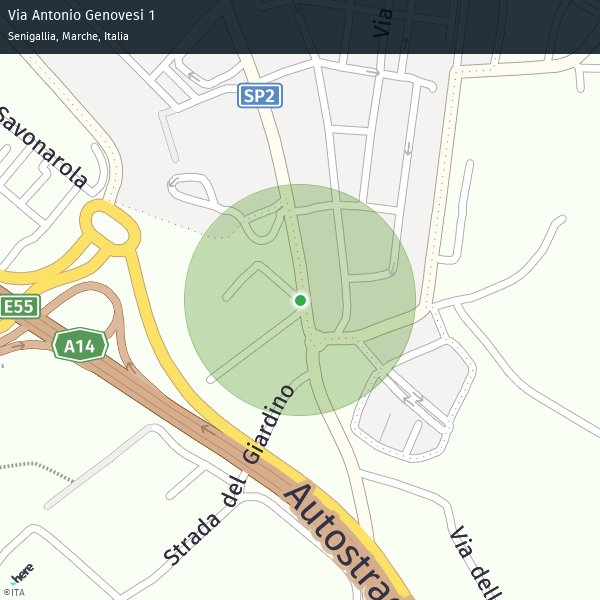 Via Antonio Genovesi 1
Senigallia, Marche, Italia
Via
SP2
Savonarola
E55
A14
Strada del Giardino
Autostrad
Via dell
here
©ITA